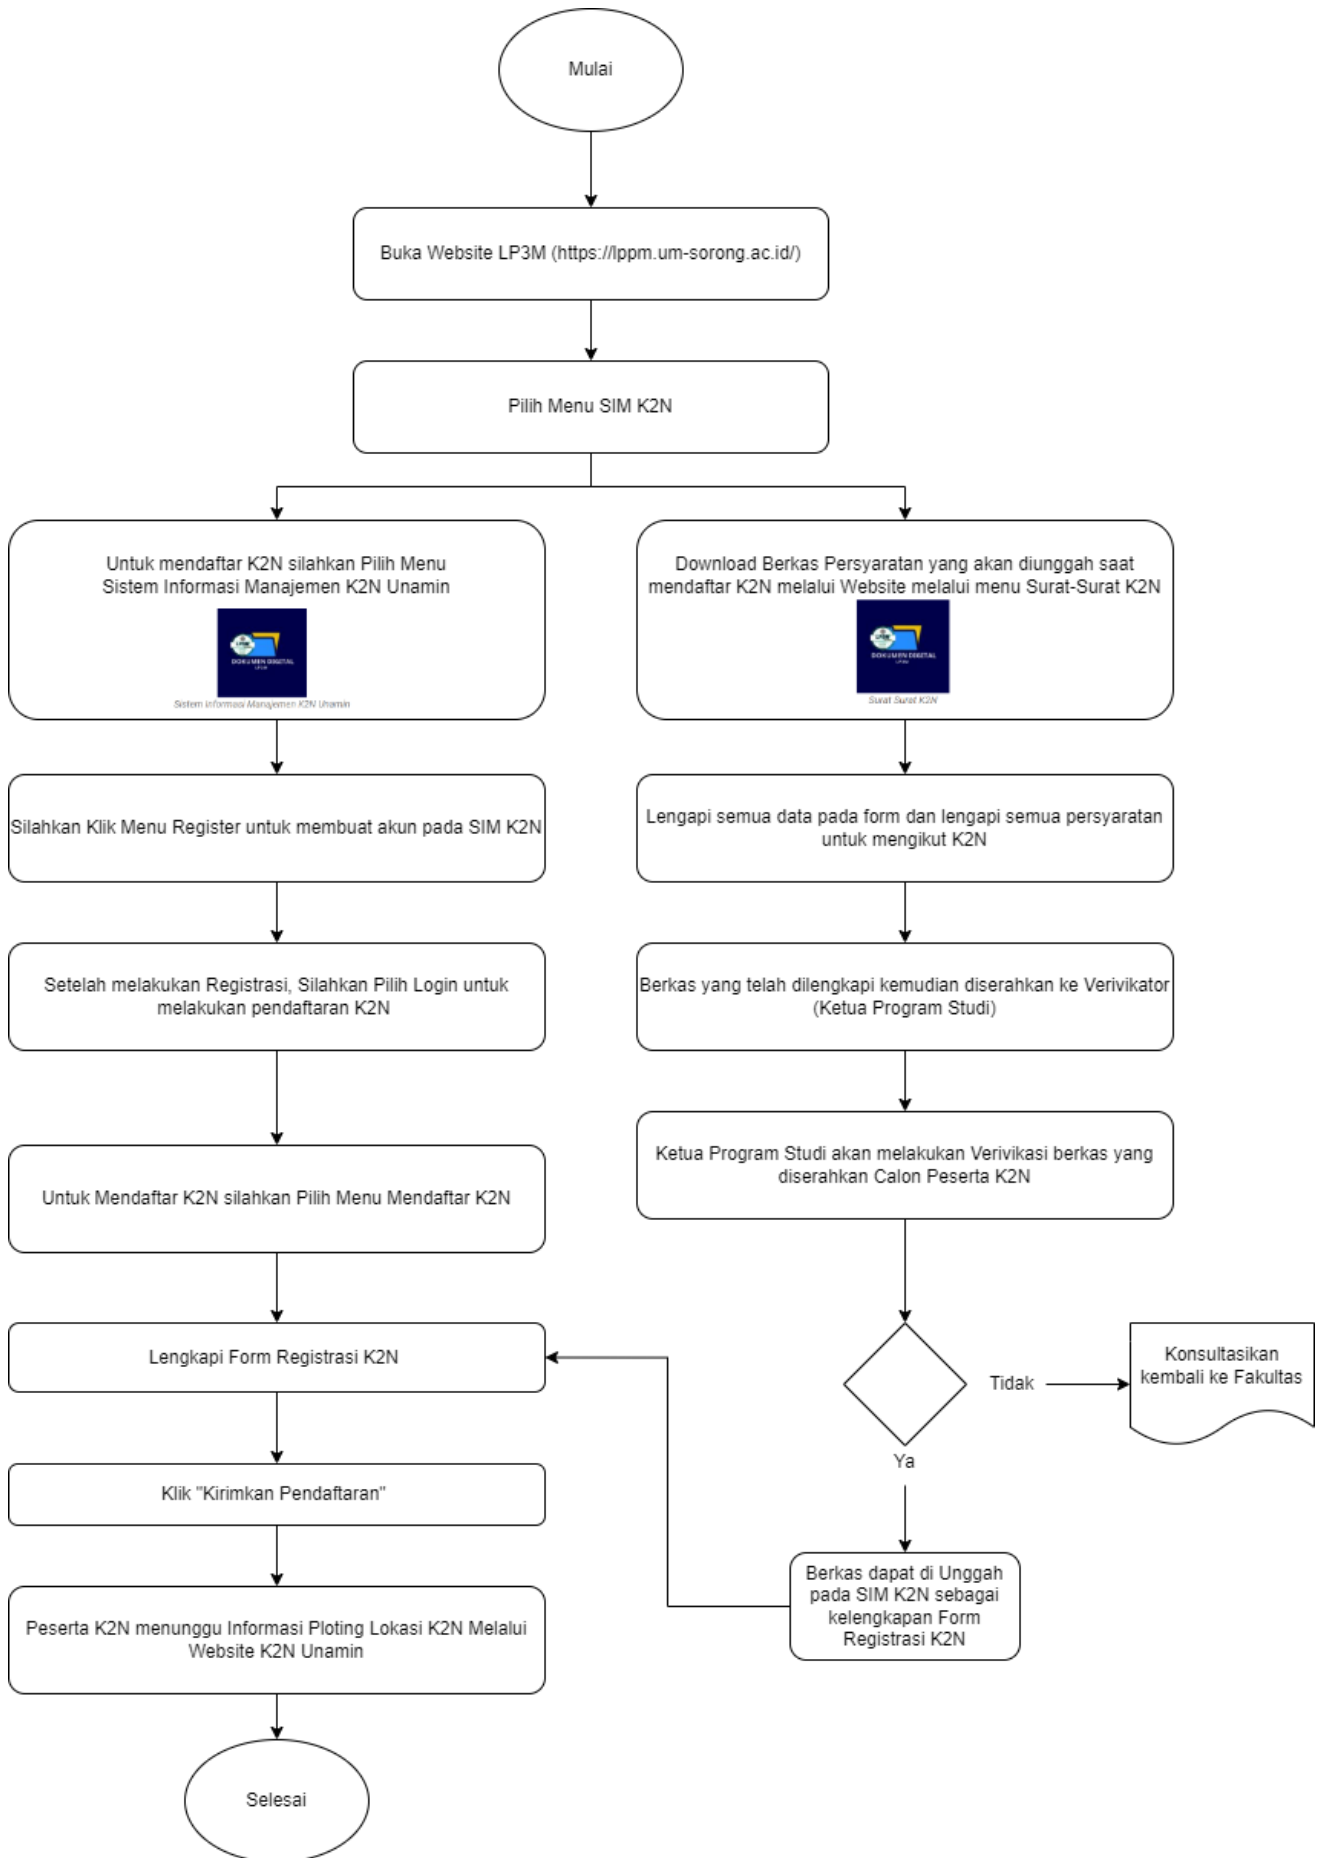 Mulai
Buka Website LP3M (https://lppm.um-sorong.ac.id/)
Pilih Menu SIM K2N
Untuk mendaftar K2N silahkan Pilih Menu
Sistem Informasi Manajemen K2N Unamin
DOKUMEN DIGITAL
LP3M
Sistem Informasi Manajemen K2N Unamin
Download Berkas Persyaratan yang akan diunggah saat
mendaftar K2N melalui Website melalui menu Surat-Surat K2N
DOKUMEN DIGITAL
LP3M
Surat Surat K2N
Silahkan Klik Menu Register untuk membuat akun pada SIM K2N
Lengapi semua data pada form dan lengapi semua persyaratan
untuk mengikut K2N
Setelah melakukan Registrasi, Silahkan Pilih Login untuk
melakukan pendaftaran K2N
Berkas yang telah dilengkapi kemudian diserahkan ke Verivikator
(Ketua Program Studi)
Untuk Mendaftar K2N silahkan Pilih Menu Mendaftar K2N
Ketua Program Studi akan melakukan Verivikasi berkas yang
diserahkan Calon Peserta K2N
Lengkapi Form Registrasi K2N
Tidak
Konsultasikan
kembali ke Fakultas
Ya
Klik "Kirimkan Pendaftaran"
Berkas dapat di Unggah
pada SIM K2N sebagai
kelengkapan Form
Registrasi K2N
Peserta K2N menunggu Informasi Ploting Lokasi K2N Melalui
Website K2N Unamin
Selesai